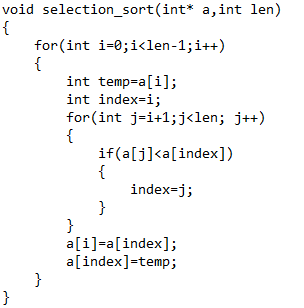 void selection_sort(int* a,int len)
{
    for(int i=0;i<len-1;i++)
    {
        int temp=a[i];
        int index=i;
        for(int j=i+1;j<len; j++)
        {
            if(a[j]<a[index])
            {
                index=j;
            }
        }
        a[i]=a[index];
        a[index]=temp;
    }
}